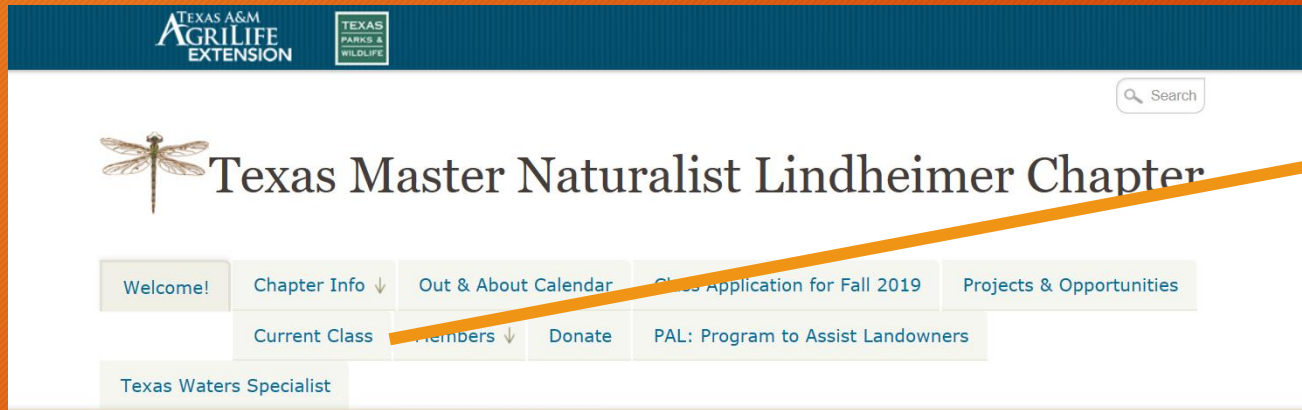 TEXAS A&M
AGRILIFE
EXTENSION
TEXAS
PARKS &
WILDLIFE
Search
Texas Master Naturalist Lindheimer Chapter
Welcome!
Chapter Info ↓
Out & About Calendar
Class Application for Fall 2019
Projects & Opportunities
Current Class
Members ↓
Donate
PAL: Program to Assist Landowners
Texas Waters Specialist